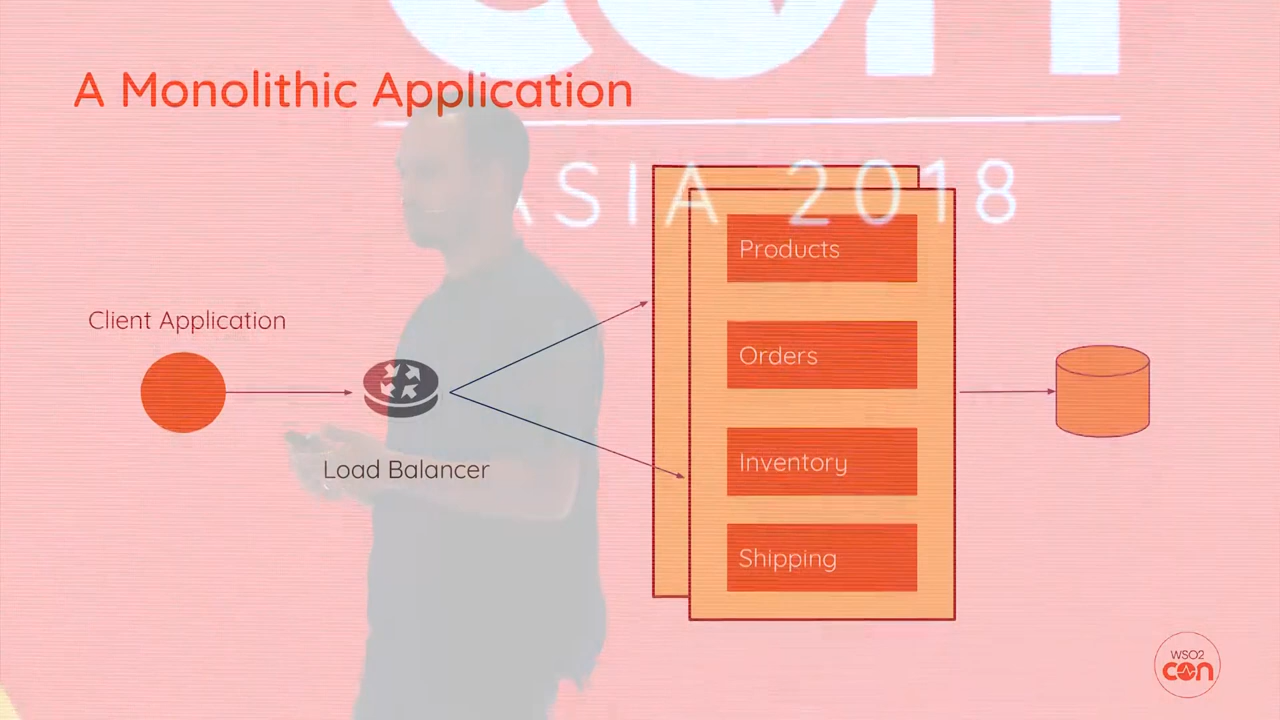 A Monolithic Application
ASIA 2018
Products
Client Application
Orders
Load Balancer
Inventory
Shipping
WSO2
con